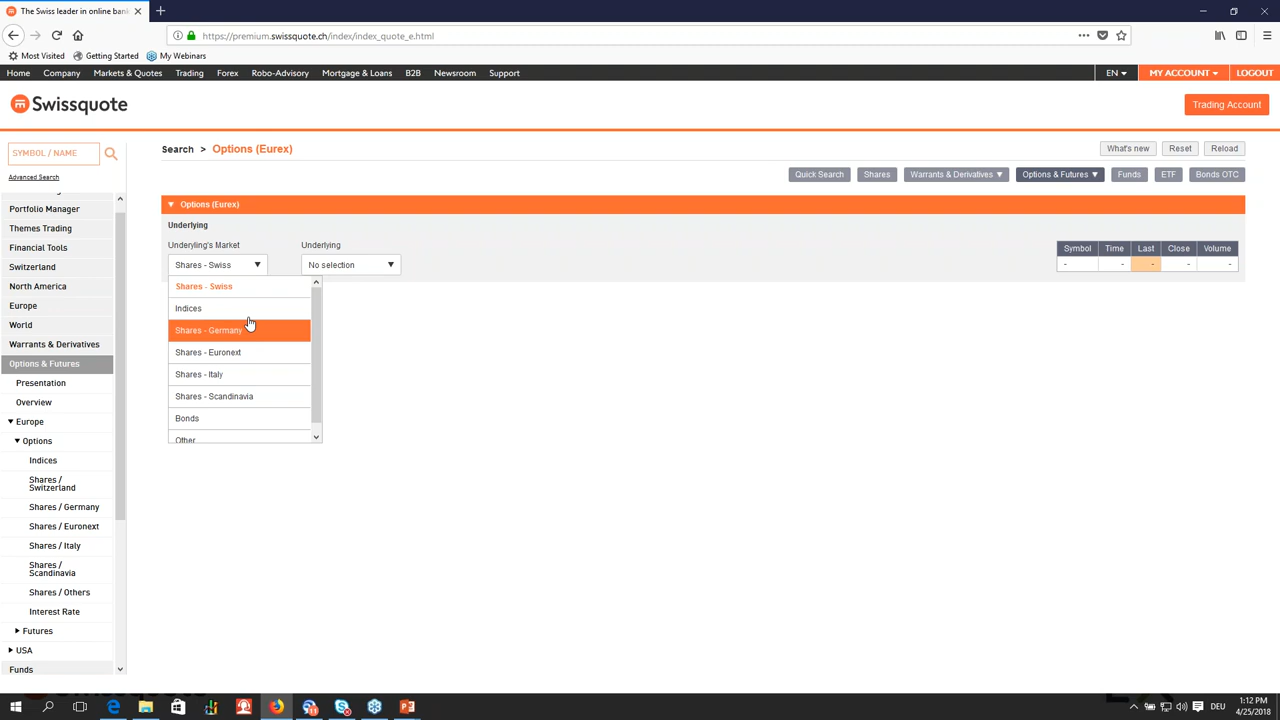 The Swiss leader in online ban
https://premium.swissquote.ch/index/index_quote_e.html
Most Visited Getting Started My Webinars
Home Company Markets & Quotes Trading Forex Robo-Advisory Mortgage & Loans B2B Newsroom Support EN MY ACCOUNT LOGOUT
Swissquote Trading Account
SYMBOL / NAME
Advanced Search
Search > Options (Eurex) What's new Reset Reload
Quick Search Shares Warrants & Derivatives Options & Futures Funds ETF Bonds OTC
Options (Eurex)
Underlying
Underyling's Market Underlying
Shares - Swiss No selection
Symbol Time Last Close Volume
- - - - -
Shares - Swiss
Indices
Shares - Germany
Shares - Euronext
Shares - Italy
Shares - Scandinavia
Bonds
Other
Portfolio Manager
Themes Trading
Financial Tools
Switzerland
North America
Europe
World
Warrants & Derivatives
Options & Futures
Presentation
Overview
Europe
Options
Indices
Shares /
Switzerland
Shares / Germany
Shares / Euronext
Shares / Italy
Shares /
Scandinavia
Shares / Others
Interest Rate
Futures
USA
Funds
DEU
1:12 PM
4/25/2018